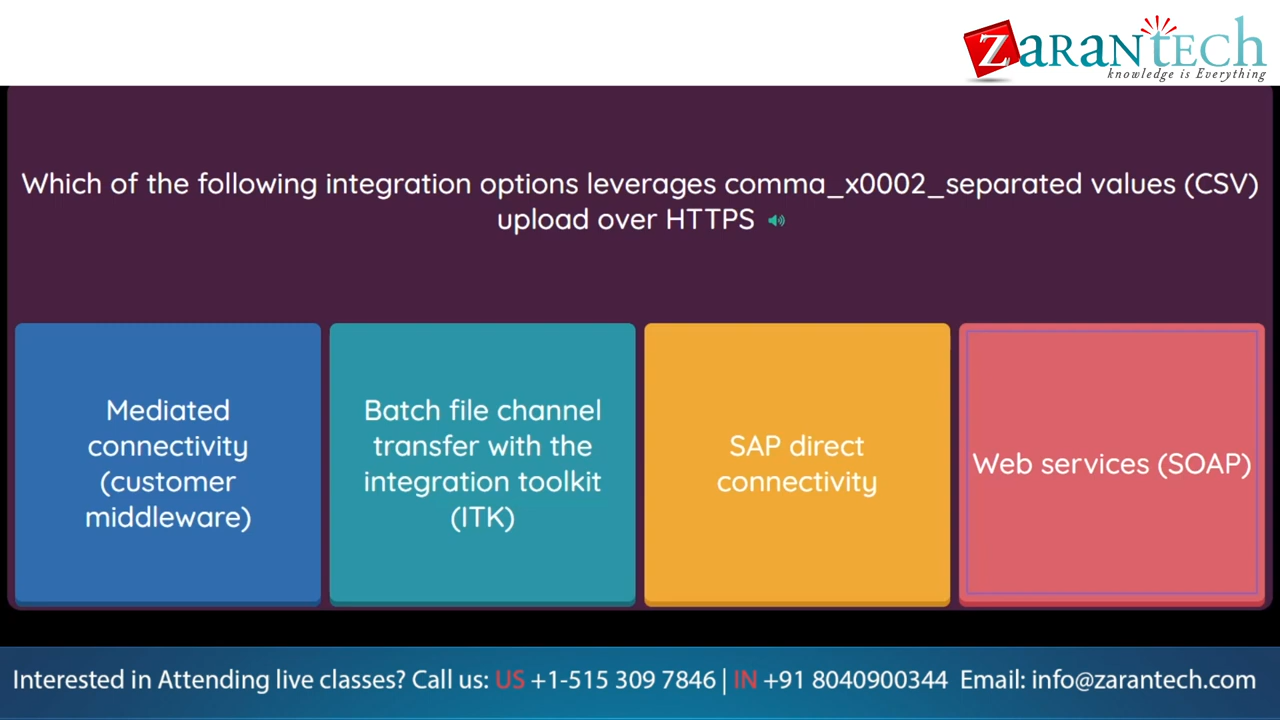 ZARANTECH
knowledge is Everything
Which of the following integration options leverages comma_x0002_separated values (CSV)
upload over HTTPS
Mediated
connectivity
(customer
middleware)
Batch file channel
transfer with the
integration toolkit
(ITK)
SAP direct
connectivity
Web services (SOAP)
Interested in Attending live classes? Call us: US +1-515 309 7846 | IN +91 8040900344 Email: info@zarantech.com